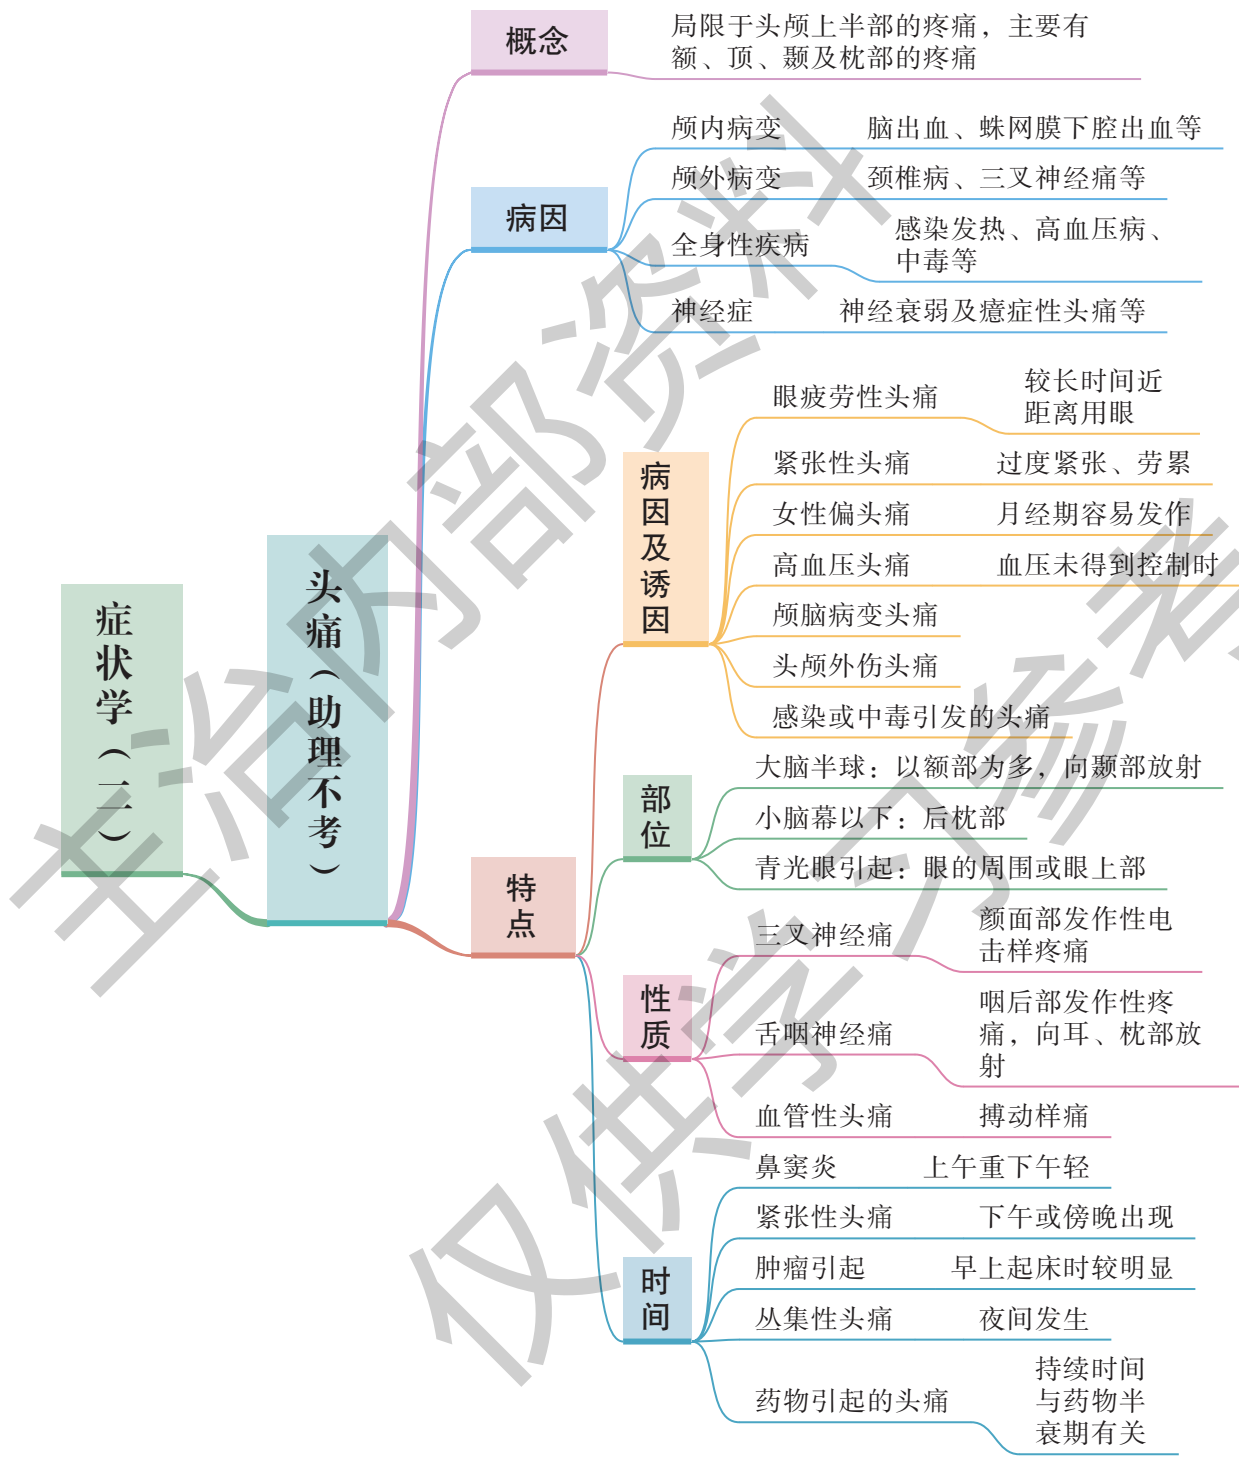 症状学（二）
头痛（助理不考）
概念
局限于头颅上半部的疼痛，主要有
额、顶、颞及枕部的疼痛
病因
颅内病变
脑出血、蛛网膜下腔出血等
颅外病变
颈椎病、三叉神经痛等
全身性疾病
感染发热、高血压病、
中毒等
神经症
神经衰弱及癔症性头痛等
特点
病因及诱因
眼疲劳性头痛
较长时间近
距离用眼
紧张性头痛
过度紧张、劳累
女性偏头痛
月经期容易发作
高血压头痛
血压未得到控制时
颅脑病变头痛
头颅外伤头痛
感染或中毒引发的头痛
部位
大脑半球：以额部为多，向颞部放射
小脑幕以下：后枕部
青光眼引起：眼的周围或眼上部
性质
三叉神经痛
颜面部发作性电
击样疼痛
舌咽神经痛
咽后部发作性疼
痛，向耳、枕部放
射
血管性头痛
搏动样痛
时间
鼻窦炎
上午重下午轻
紧张性头痛
下午或傍晚出现
肿瘤引起
早上起床时较明显
丛集性头痛
夜间发生
药物引起的头痛
持续时间
与药物半
衰期有关
主治内部资料
仅供学习参考